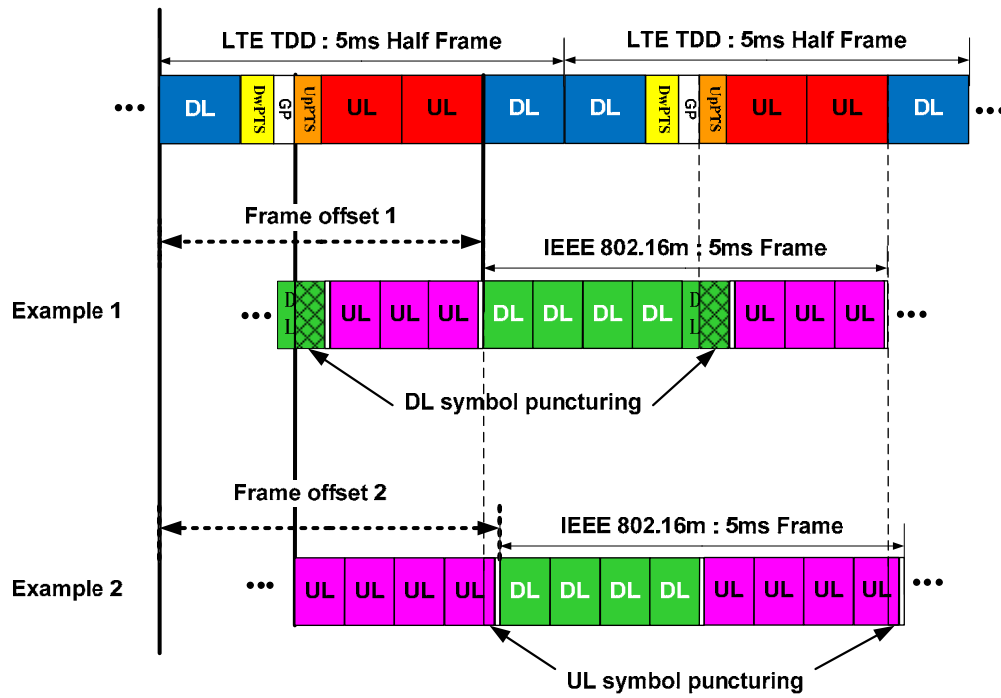 LTE TDD : 5ms Half Frame LTE TDD : 5ms Half Frame
••• DL DwPTS GP UpPTS UL UL DL DL DwPTS GP UpPTS UL UL DL •••
Frame offset 1
IEEE 802.16m : 5ms Frame
Example 1 ••• DL UL UL UL DL DL DL DL DL UL UL UL •••
DL symbol puncturing
Frame offset 2
IEEE 802.16m : 5ms Frame
Example 2 ••• UL UL UL UL DL DL DL DL UL UL UL UL •••
UL symbol puncturing